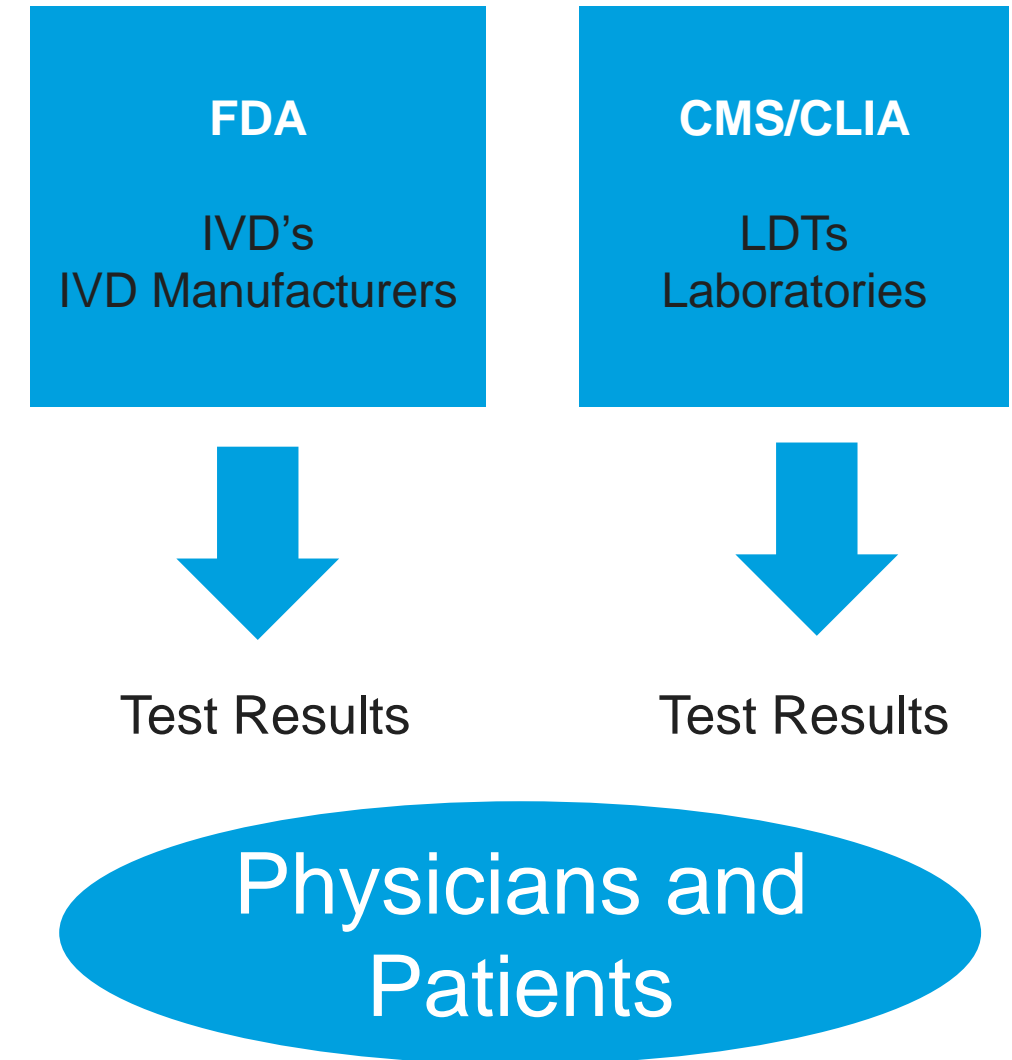 FDA
IVD’s
IVD Manufacturers
CMS/CLIA
LDTs
Laboratories
Test Results
Test Results
Physicians and
Patients